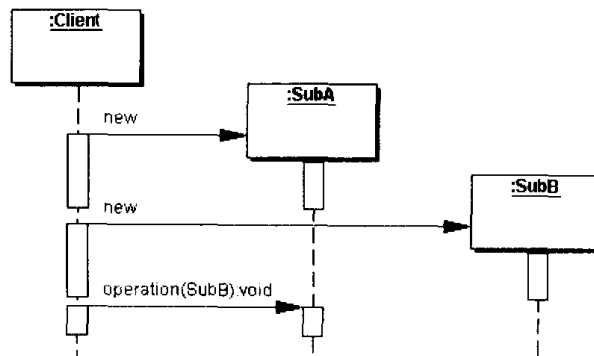 :Client
:SubA
new
:SubB
new
operation(SubB):void